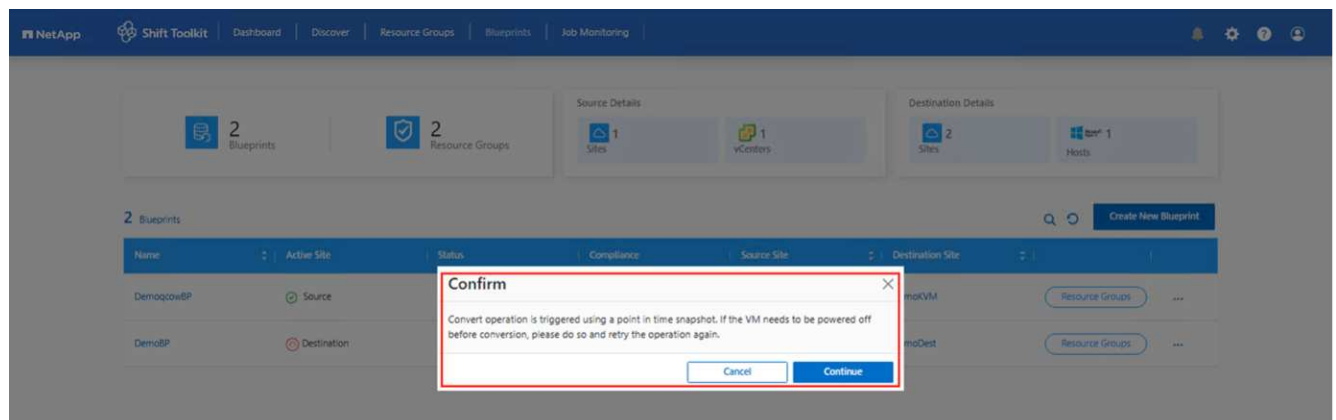 NetApp Shift Toolkit Dashboard Discover Resource Groups Blueprints Job Monitoring
Source Details Destination Details
2 2 1 1 2 Microsoft 1
Blueprints Resource Groups Sites vCenters Sites Hosts
2 Blueprints Create New Blueprint
Name Active Site Status Compliance Source Site Destination Site
Confirm
DemoqcowBP Source moKVM Resource Groups ...
Convert operation is triggered using a point in time snapshot. If the VM needs to be powered off
before conversion, please do so and retry the operation again.
DemoBP Destination moDest Resource Groups ...
Cancel Continue